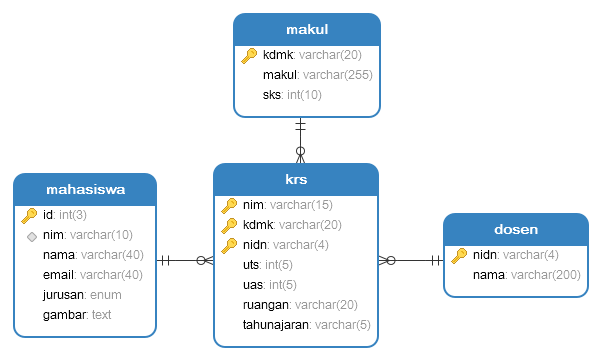 makul
kdmk: varchar(20)
makul: varchar(255)
sks: int(10)
mahasiswa
id: int(3)
nim: varchar(10)
nama: varchar(40)
email: varchar(40)
jurusan: enum
gambar: text
krs
nim: varchar(15)
kdmk: varchar(20)
nidn: varchar(4)
uts: int(5)
uas: int(5)
ruangan: varchar(20)
tahunajaran: varchar(5)
dosen
nidn: varchar(4)
nama: varchar(200)